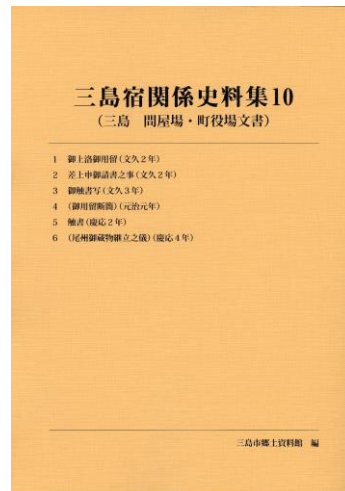 三島宿関係史料集10
(三島 問屋場・町役場文書)
1 御上洛御用留(文久2年)
2 差上申御請書之事(文久2年)
3 御触書写(文久3年)
4 (御用留断簡)(元治元年)
5 触書(慶応2年)
6 (尾州御蔵物継立之儀)(慶応4年)
三島市郷土資料館 編